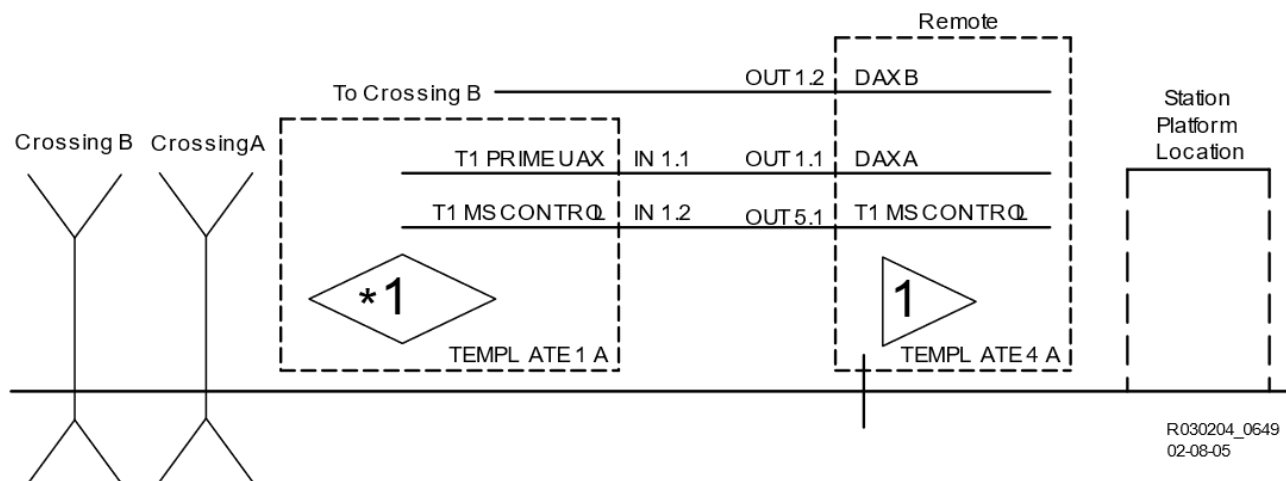 Remote
OUT 1.2 DAX B
To Crossing B
Station
Platform
Location
Crossing B Crossing A
T1 PRIME UAX IN 1.1 OUT 1.1 DAX A
T1 MS CONTROL IN 1.2 OUT 5.1 T1 MS CONTROL
*1 1
TEMPLATE 1 A TEMPLATE 4 A
R030204_0649
02-08-05